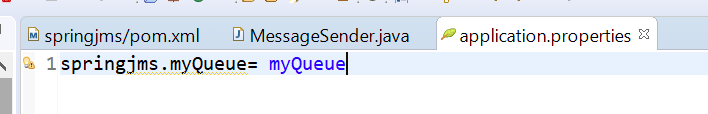 springjms/pom.xml MessageSender.java application.properties
1 springjms.myQueue= myQueue